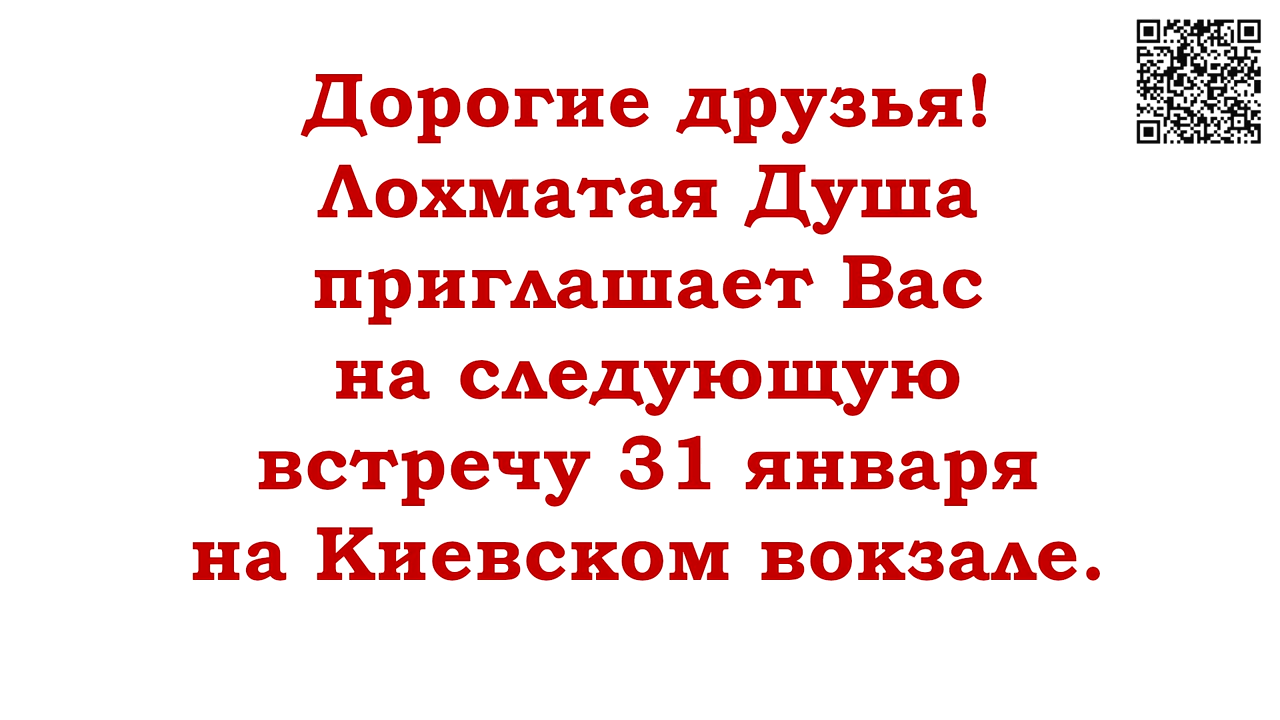 Дорогие друзья!
Лохматая Душа
приглашает Вас
на следующую
встречу 31 января
на Киевском вокзале.